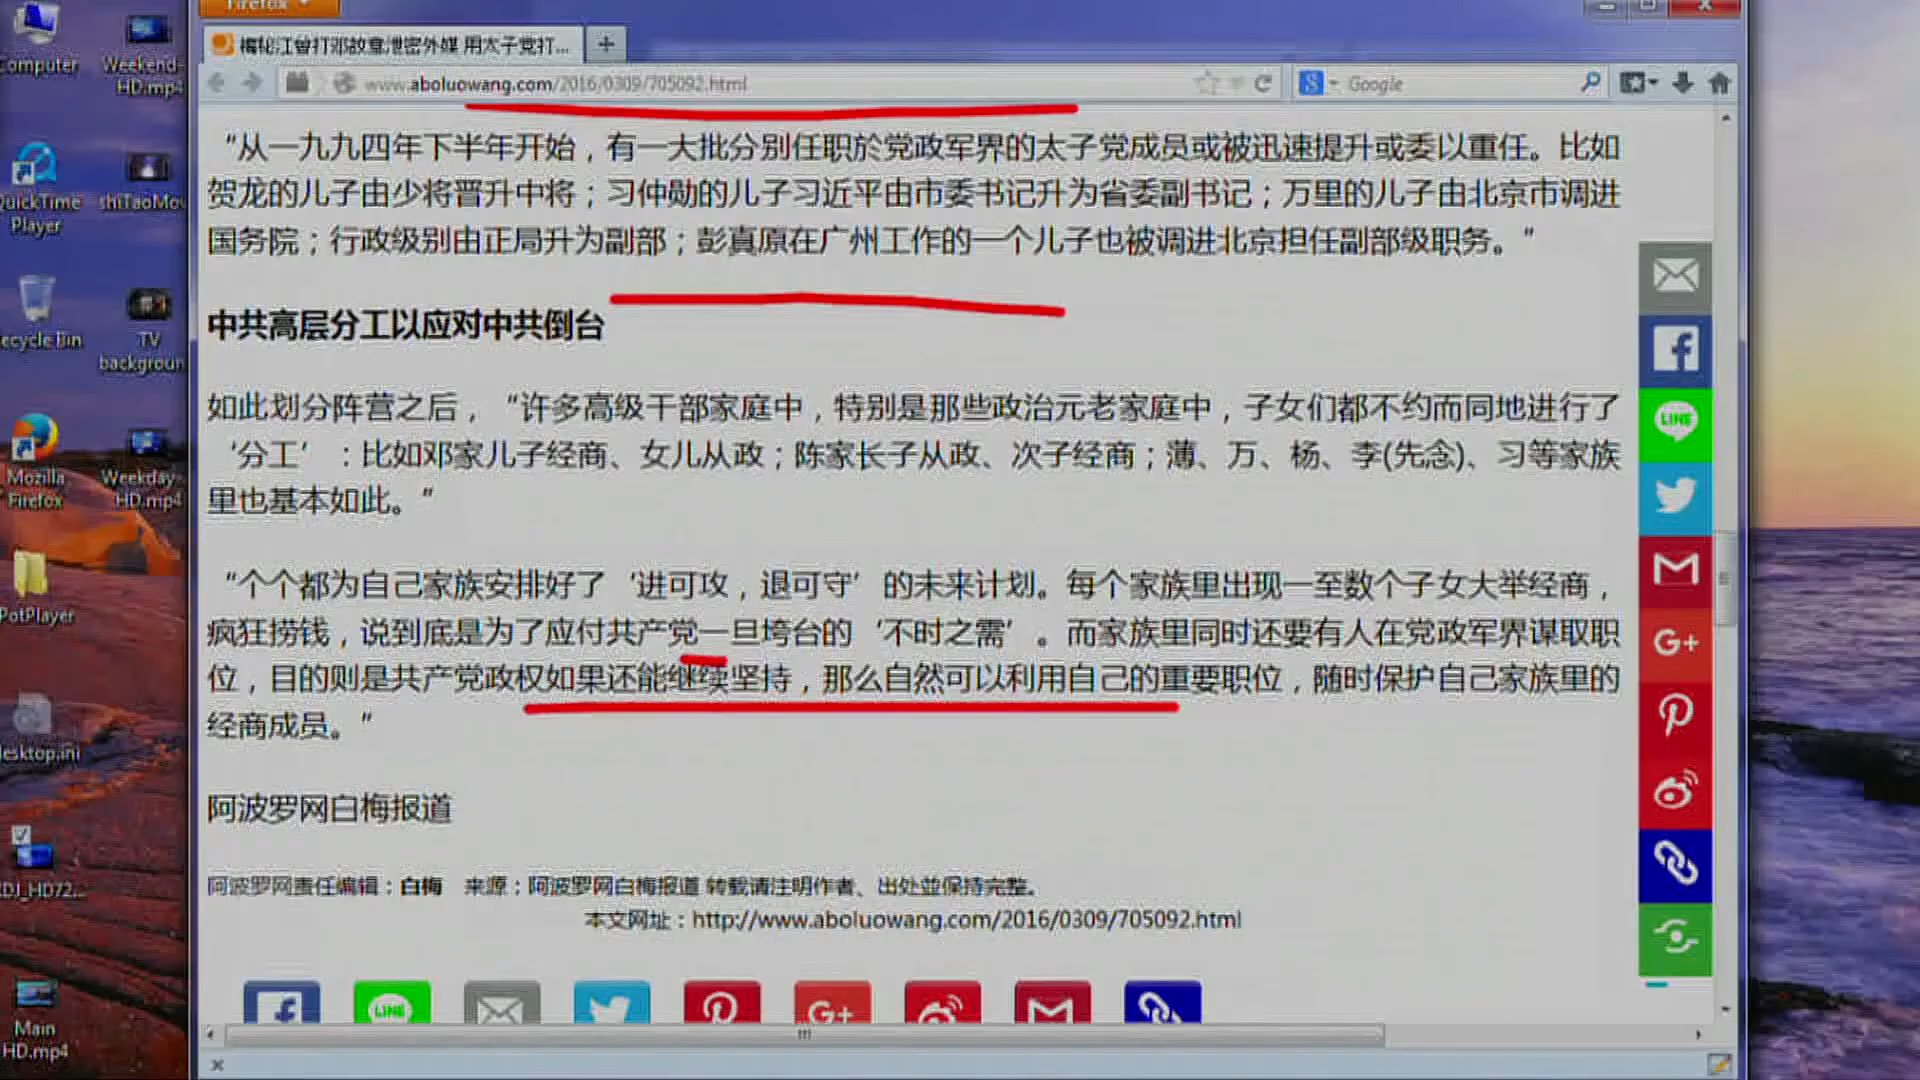 Firefox
www.aboluowang.com/2016/0309/705092.html
Google
“从一九九四年下半年开始，有一大批分别任职於党政军界的太子党成员或被迅速提升或委以重任。比如
贺龙的儿子由少将晋升中将；习仲勋的儿子习近平由市委书记升为省委副书记；万里的儿子由北京市调进
国务院；行政级别由正局升为副部；彭真原在广州工作的一个儿子也被调进北京担任副部级职务。”
中共高层分工以应对中共倒台
如此划分阵营之后，“许多高级干部家庭中，特别是那些政治元老家庭中，子女们都不约而同地进行了
‘分工’：比如邓家儿子经商、女儿从政；陈家长子从政、次子经商；薄、万、杨、李(先念)、习等家族
里也基本如此。”
“个个都为自己家族安排好了‘进可攻，退可守’的未来计划。每个家族里出现一至数个子女大举经商，
疯狂捞钱，说到底是为了应付共产党一旦垮台的‘不时之需’。而家族里同时还要有人在党政军界谋取职
位，目的则是共产党政权如果还能继续坚持，那么自然可以利用自己的重要职位，随时保护自己家族里的
经商成员。”
阿波罗网白梅报道
阿波罗网责任编辑：白梅 来源：阿波罗网白梅报道 转载请注明作者、出处並保持完整。
本文网址：http://www.aboluowang.com/2016/0309/705092.html
LINE
G+
LINE
G+
Computer
Weekend-
HD.mp4
QuickTime
Player
shiTaoMov
Recycle Bin
TV
backgroun
Mozilla
Firefox
Weekday-
HD.mp4
PotPlayer
desktop.ini
DJ_HD72...
Main
HD.mp4